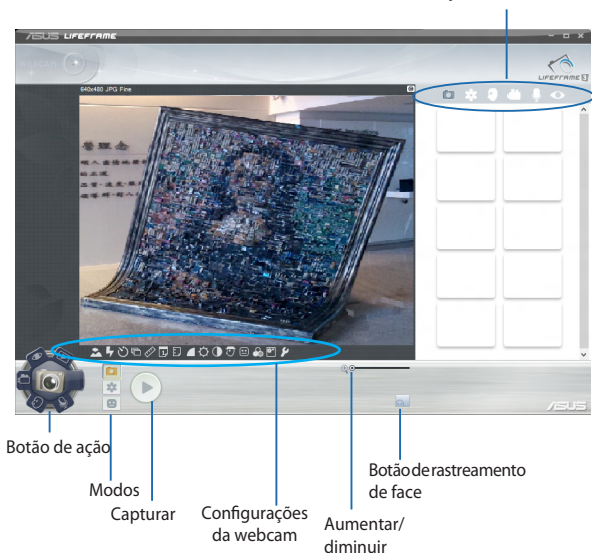 ASUS LIFEFRAME
LIFEFRAME 3
640x480 JPG Fine
ASUS
Botão de ação
Modos
Capturar
Configurações
da webcam
Aumentar/
diminuir
Botão de rastreamento
de face